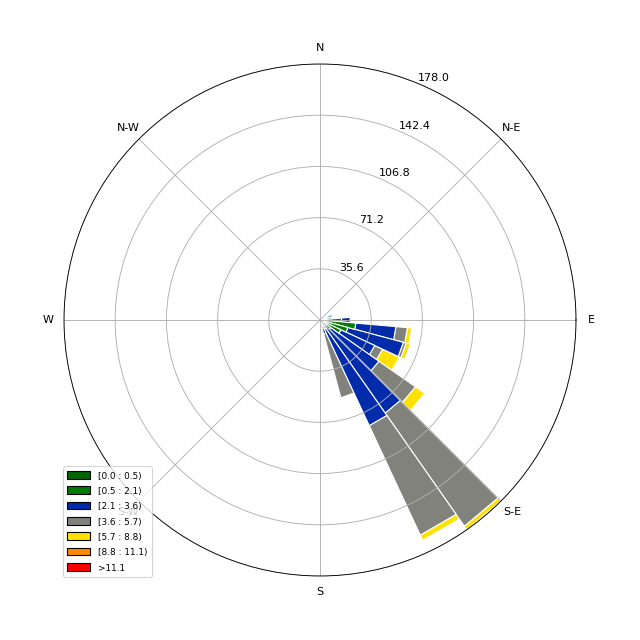 N
178.0
N-W
N-E
142.4
106.8
71.2
35.6
W
E
[0.0 : 0.5)
[0.5 : 2.1)
[2.1 : 3.6)
S-W
S-E
[3.6 : 5.7)
[5.7 : 8.8)
[8.8 : 11.1)
>11.1
S